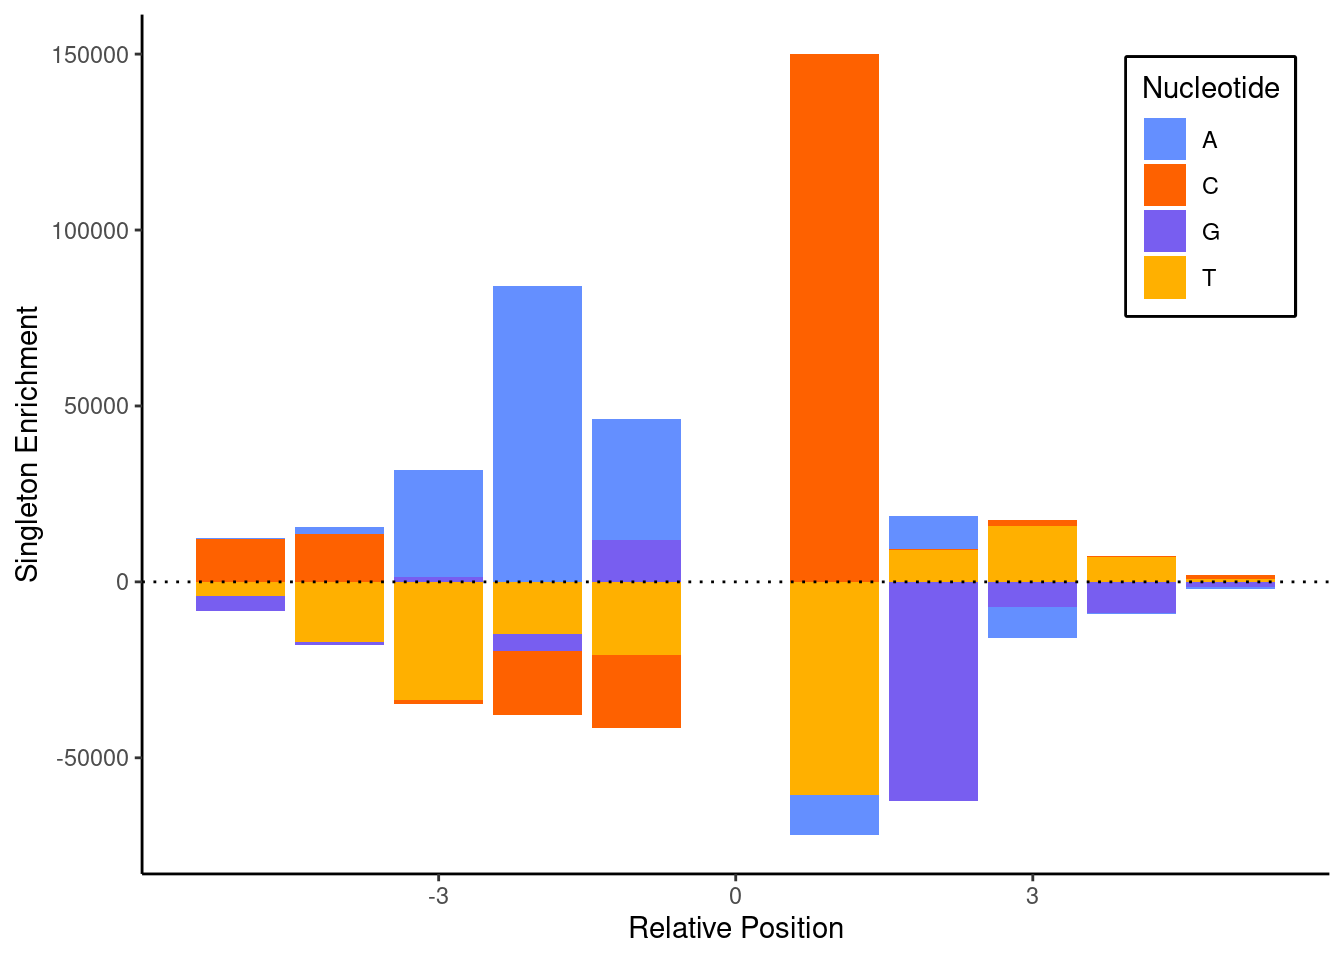 150000
100000
50000
0
-50000
Singleton Enrichment
-3
0
3
Relative Position
Nucleotide
A
C
G
T